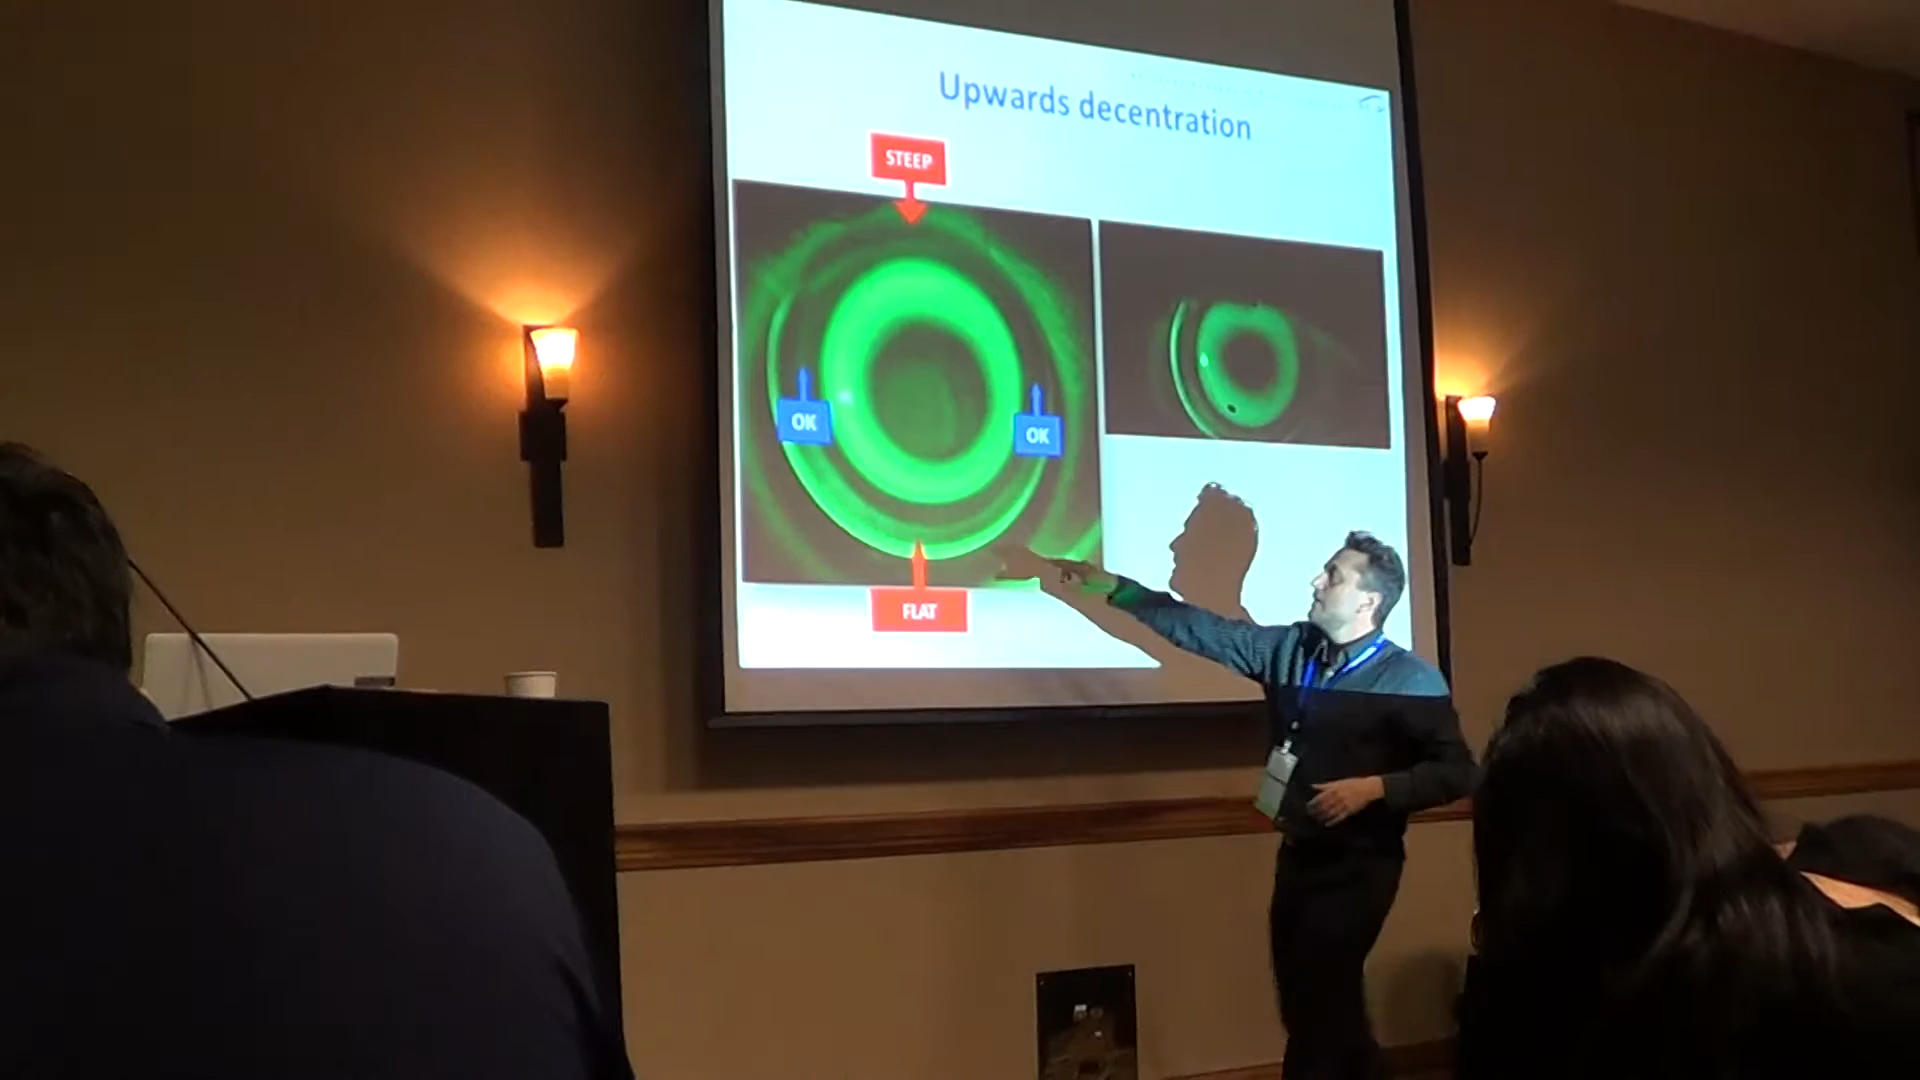 Upwards decentration
STEEP
OK
OK
FLAT